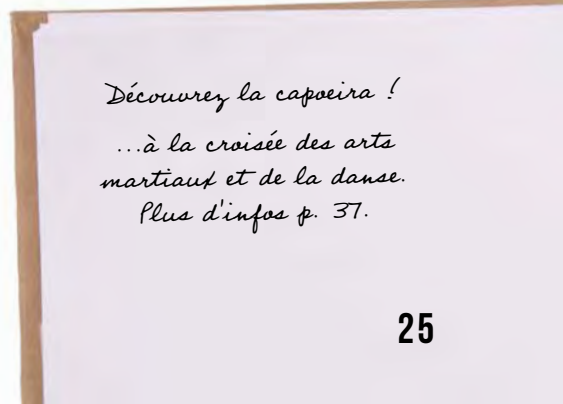 Découvrez la capoeira !
...à la croisée des arts
martiaux et de la danse.
Plus d'infos p. 37.
25